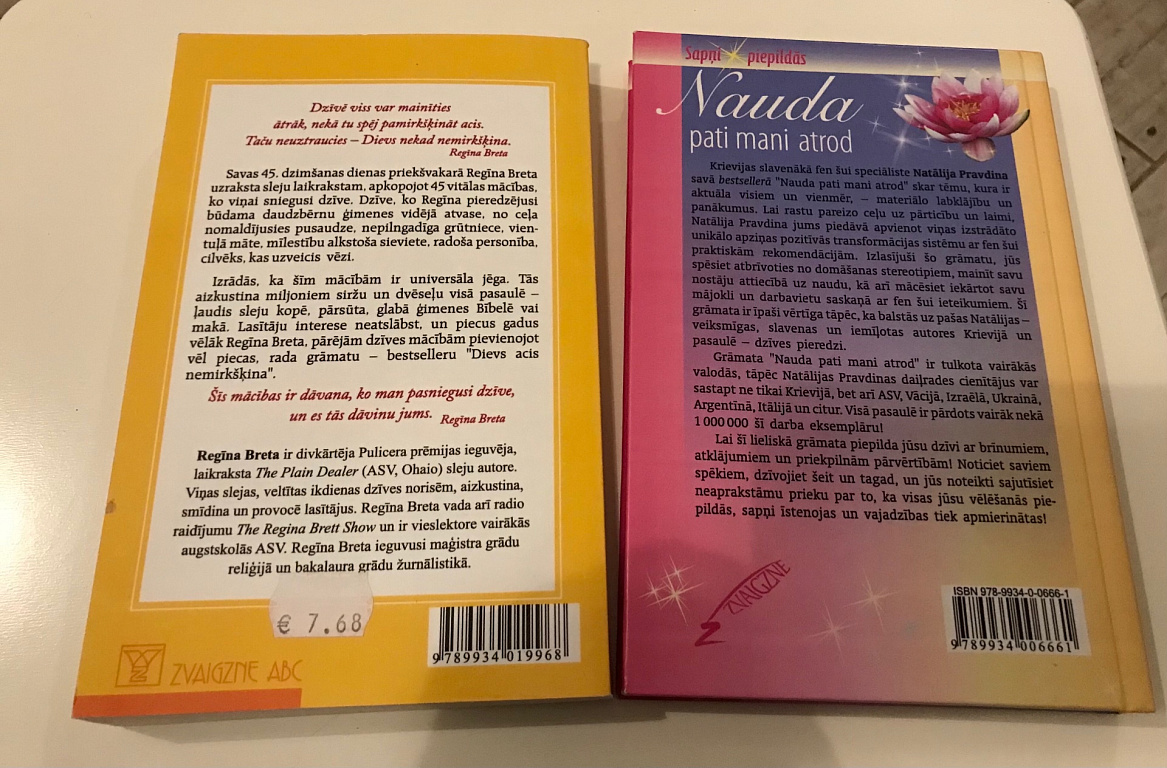 Dzīvē viss var mainīties
ātrāk, nekā tu spēj pamirkšķināt acis.
Taču neuztraucies – Dievs nekad nemirkšķina.
Regīna Breta
Savas 45. dzimšanas dienas priekšvakarā Regīna Breta
uzraksta sleju laikrakstam, apkopojot 45 vitālas mācības,
ko viņai sniegusi dzīve. Dzīve, ko Regīna pieredzējusi
būdama daudzbērnu ģimenes vidējā atvase, no ceļa
nomaldījusies pusaudze, nepilngadīga grūtniece, vien-
tuļā māte, mīlestību alkstoša sieviete, radoša personība,
cilvēks, kas uzveicis vēzi.
Izrādās, ka šīm mācībām ir universāla jēga. Tās
aizkustina miljoniem siržu un dvēseļu visā pasaulē –
ļaudis sleju kopē, pārsūta, glabā ģimenes Bībelē vai
makā. Lasītāju interese neatslābst, un piecus gadus
vēlāk Regīna Breta, pārējām dzīves mācībām pievienojot
vēl piecas, rada grāmatu – bestselleru "Dievs acis
nemirkšķina".
Šīs mācības ir dāvana, ko man pasniegusi dzīve,
un es tās dāvinu jums. Regīna Breta
Regīna Breta ir divkārtēja Pulicera prēmijas ieguvēja,
laikraksta The Plain Dealer (ASV, Ohaio) sleju autore.
Viņas slejas, veltītas ikdienas dzīves norisēm, aizkustina,
smīdina un provocē lasītājus. Regīna Breta vada arī radio
raidījumu The Regina Brett Show un ir vieslektore vairākās
augstskolās ASV. Regīna Breta ieguvusi maģistra grādu
reliģijā un bakalaura grādu žurnālistikā.
€ 7.68
9 789934 019968
ZVAIGZNE ABC
Sapņi piepildās
Nauda
pati mani atrod
Krievijas slavenākā fen šui speciāliste Natālija Pravdina
savā bestsellerā "Nauda pati mani atrod" skar tēmu, kura ir
aktuāla visiem un vienmēr, – materiālo labklājību un
panākumus. Lai rastu pareizo ceļu uz pārticību un laimi,
Natālija Pravdina jums piedāvā apvienot viņas izstrādāto
unikālo apziņas pozitīvās transformācijas sistēmu ar fen šui
praktiskām rekomendācijām. Izlasījuši šo grāmatu, jūs
spēsiet atbrīvoties no domāšanas stereotipiem, mainīt savu
nostāju attiecībā uz naudu, kā arī mācēsiet iekārtot savu
mājokli un darbavietu saskaņā ar fen šui ieteikumiem. Šī
grāmata ir īpaši vērtīga tāpēc, ka balstās uz pašas Natālijas –
veiksmīgas, slavenas un iemīļotas autores Krievijā un
pasaulē – dzīves pieredzi.
Grāmata "Nauda pati mani atrod" ir tulkota vairākās
valodās, tāpēc Natālijas Pravdinas daiļrades cienītājus var
sastapt ne tikai Krievijā, bet arī ASV, Vācijā, Izraēlā, Ukrainā,
Argentīnā, Itālijā un citur. Visā pasaulē ir pārdots vairāk nekā
1 000 000 šī darba eksemplāru!
Lai šī lieliskā grāmata piepilda jūsu dzīvi ar brīnumiem,
atklājumiem un priekpilnām pārvērtībām! Noticiet saviem
spēkiem, dzīvojiet šeit un tagad, un jūs noteikti sajutīsiet
neaprakstāmu prieku par to, ka visas jūsu vēlēšanās pie-
pildās, sapņi īstenojas un vajadzības tiek apmierinātas!
ZVAIGZNE
ISBN 978-9934-0-0666-1
9 789934 006661